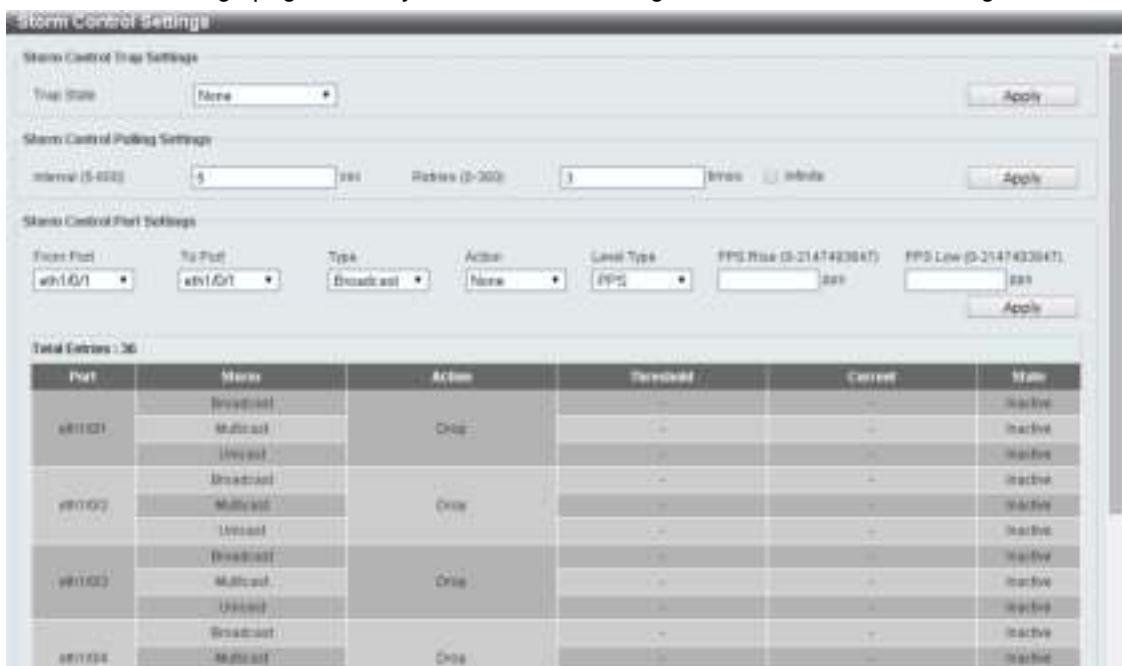 Storm Control Settings
Storm Control Trap Settings
Trap State None Apply
Storm Control Polling Settings
Interval (5-600) 5 sec Retries (0-360) 3 times Infinite Apply
Storm Control Port Settings
From Port To Port Type Action Level Type PPS Rise (0-2147483647) PPS Low (0-2147483647)
eth1/0/1 eth1/0/1 Broadcast None PPS pps pps
Apply
Total Entries : 36
Port Storm Action Threshold Current State
Broadcast - - Inactive
eth1/0/1 Multicast Drop - - Inactive
Unicast - - Inactive
Broadcast - - Inactive
eth1/0/2 Multicast Drop - - Inactive
Unicast - - Inactive
Broadcast - - Inactive
eth1/0/3 Multicast Drop - - Inactive
Unicast - - Inactive
Broadcast - - Inactive
eth1/0/4 Multicast Drop - - Inactive